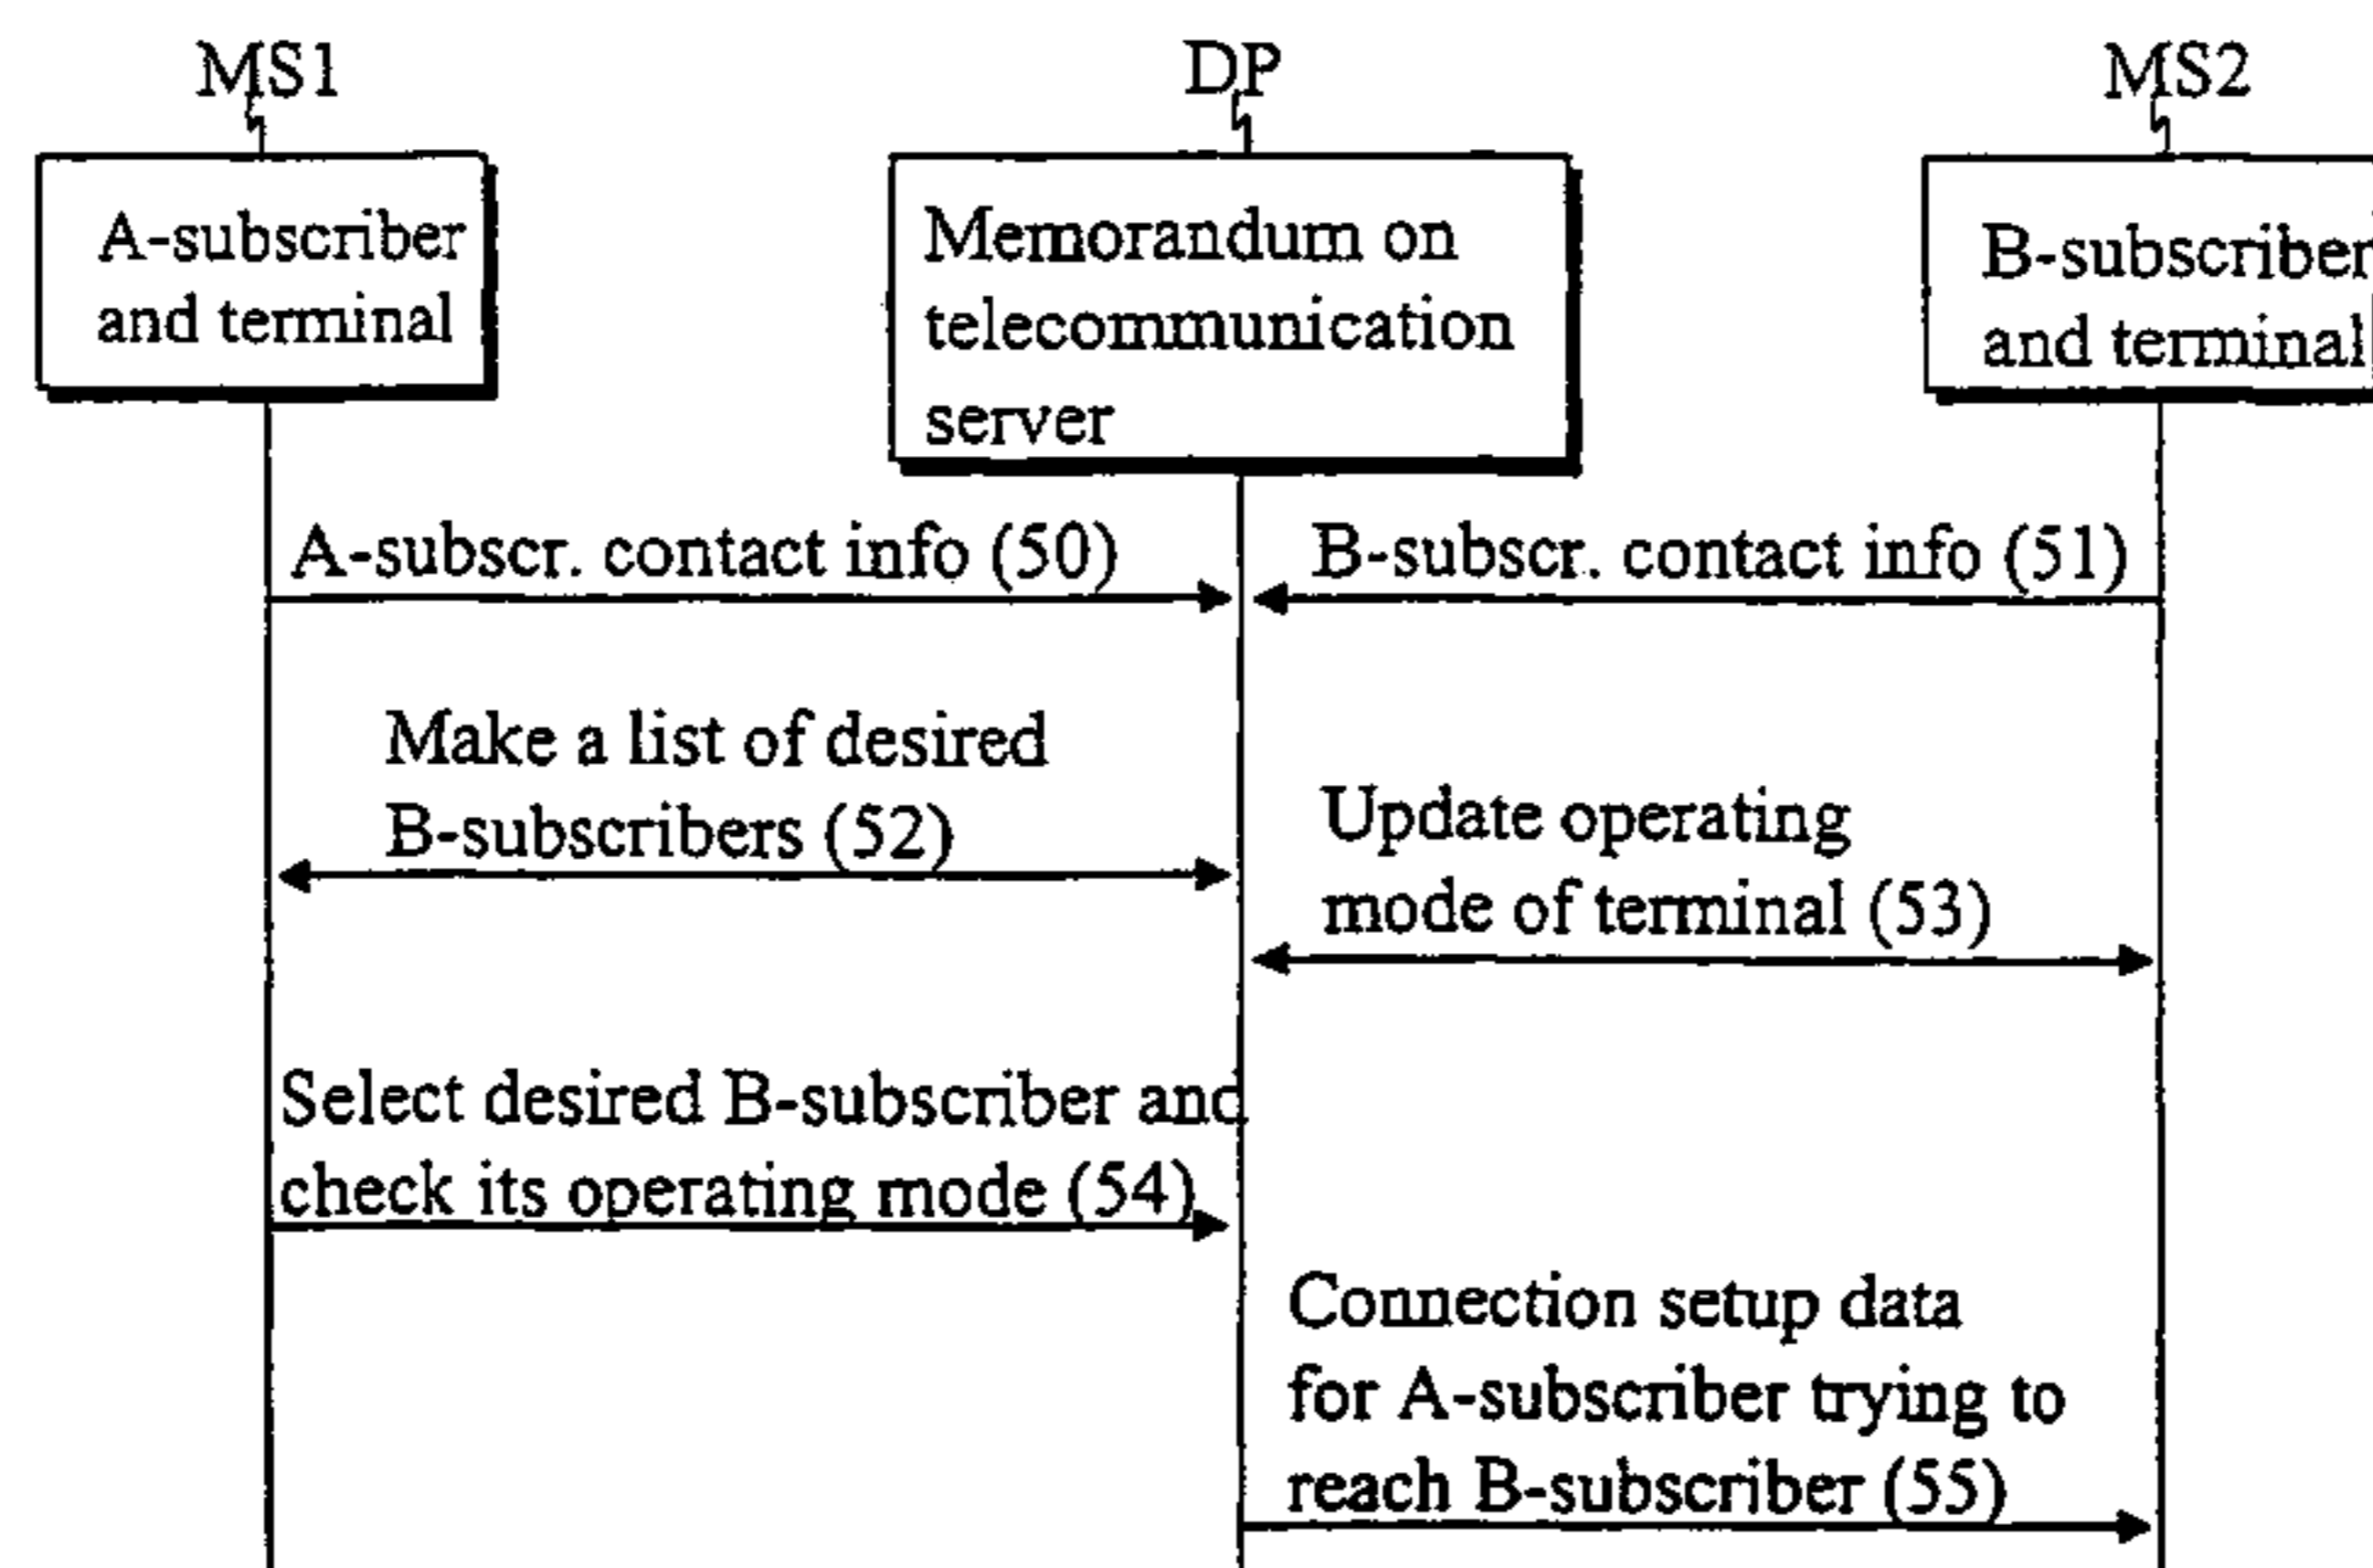 MS1
DP
MS2
A-subscriber
and terminal
Memorandum on
telecommunication
server
B-subscriber
and terminal
A-subscr. contact info (50)
B-subscr. contact info (51)
Make a list of desired
B-subscribers (52)
Update operating
mode of terminal (53)
Select desired B-subscriber and
check its operating mode (54)
Connection setup data
for A-subscriber trying to
reach B-subscriber (55)